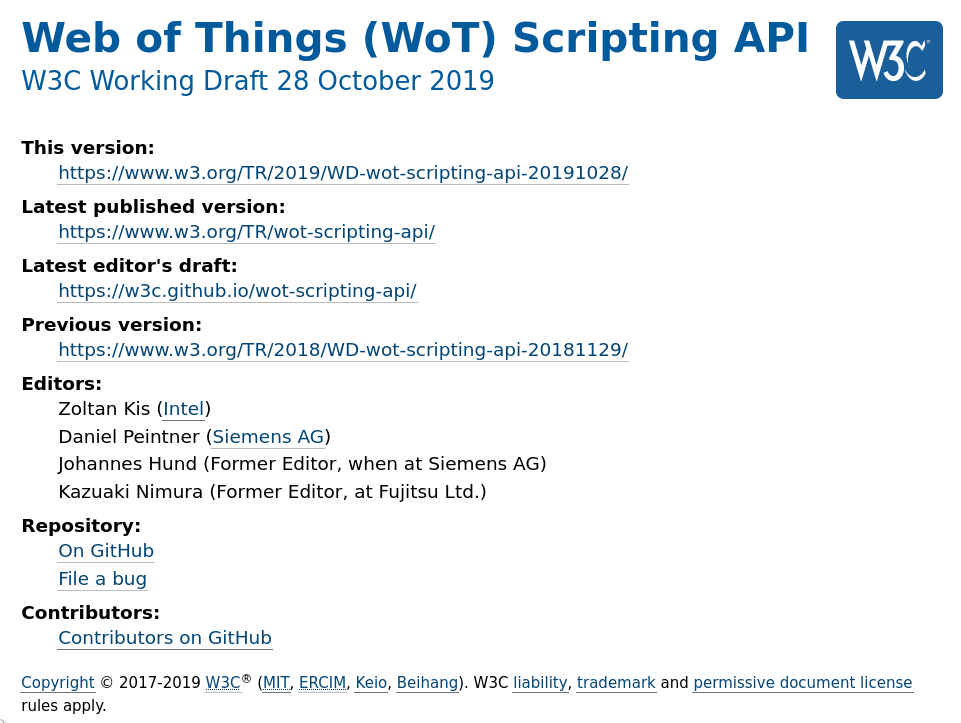 Web of Things (WoT) Scripting API
W3C
W3C Working Draft 28 October 2019
This version:
https://www.w3.org/TR/2019/WD-wot-scripting-api-20191028/
Latest published version:
https://www.w3.org/TR/wot-scripting-api/
Latest editor's draft:
https://w3c.github.io/wot-scripting-api/
Previous version:
https://www.w3.org/TR/2018/WD-wot-scripting-api-20181129/
Editors:
Zoltan Kis (Intel)
Daniel Peintner (Siemens AG)
Johannes Hund (Former Editor, when at Siemens AG)
Kazuaki Nimura (Former Editor, at Fujitsu Ltd.)
Repository:
On GitHub
File a bug
Contributors:
Contributors on GitHub
Copyright © 2017-2019 W3C® (MIT, ERCIM, Keio, Beihang). W3C liability, trademark and permissive document license
rules apply.